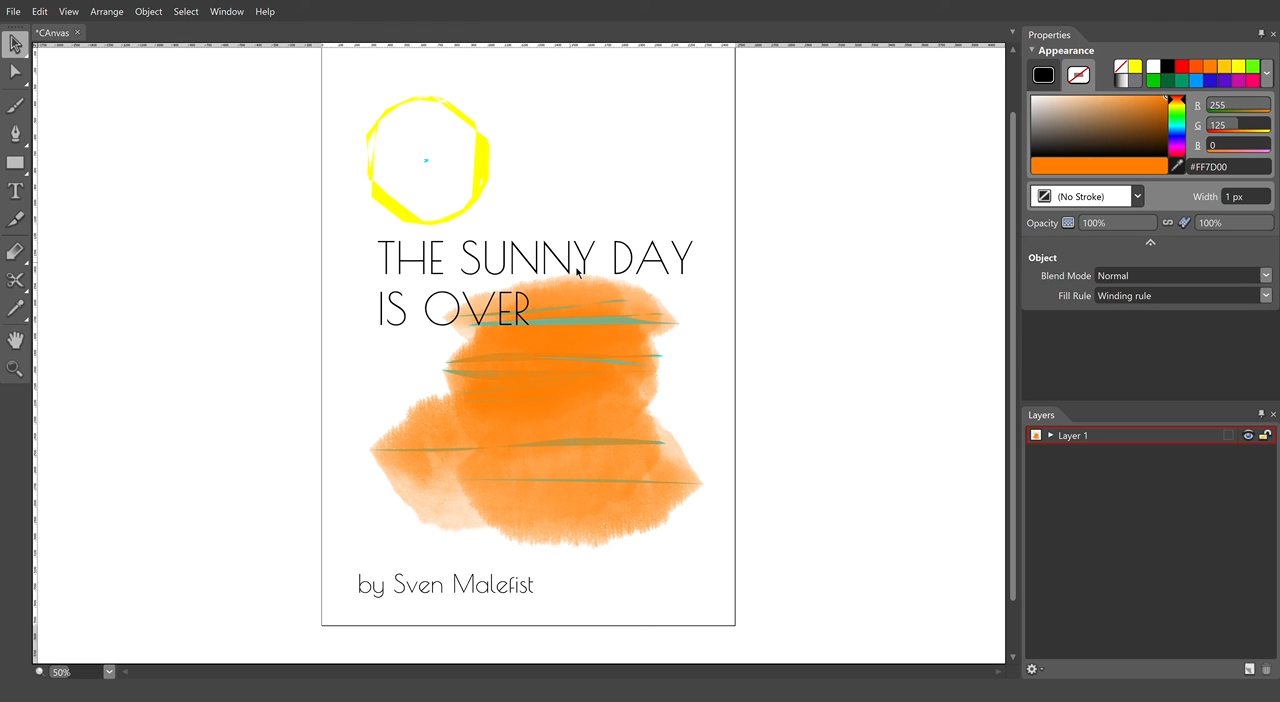 File Edit View Arrange Object Select Window Help
*CAnvas
THE SUNNY DAY
IS OVER
by Sven Malefist
50%
Properties
Appearance
R 255
G 125
B 0
#FF7D00
(No Stroke) Width 1 px
Opacity 100% 100%
Object
Blend Mode Normal
Fill Rule Winding rule
Layers
Layer 1